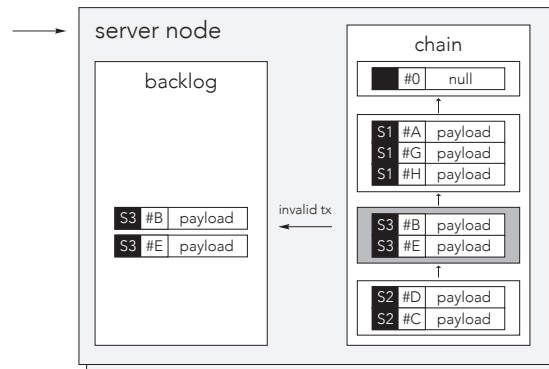 server node
backlog
S3 #B payload
S3 #E payload
invalid tx
chain
#0 null
S1 #A payload
S1 #G payload
S1 #H payload
S3 #B payload
S3 #E payload
S2 #D payload
S2 #C payload